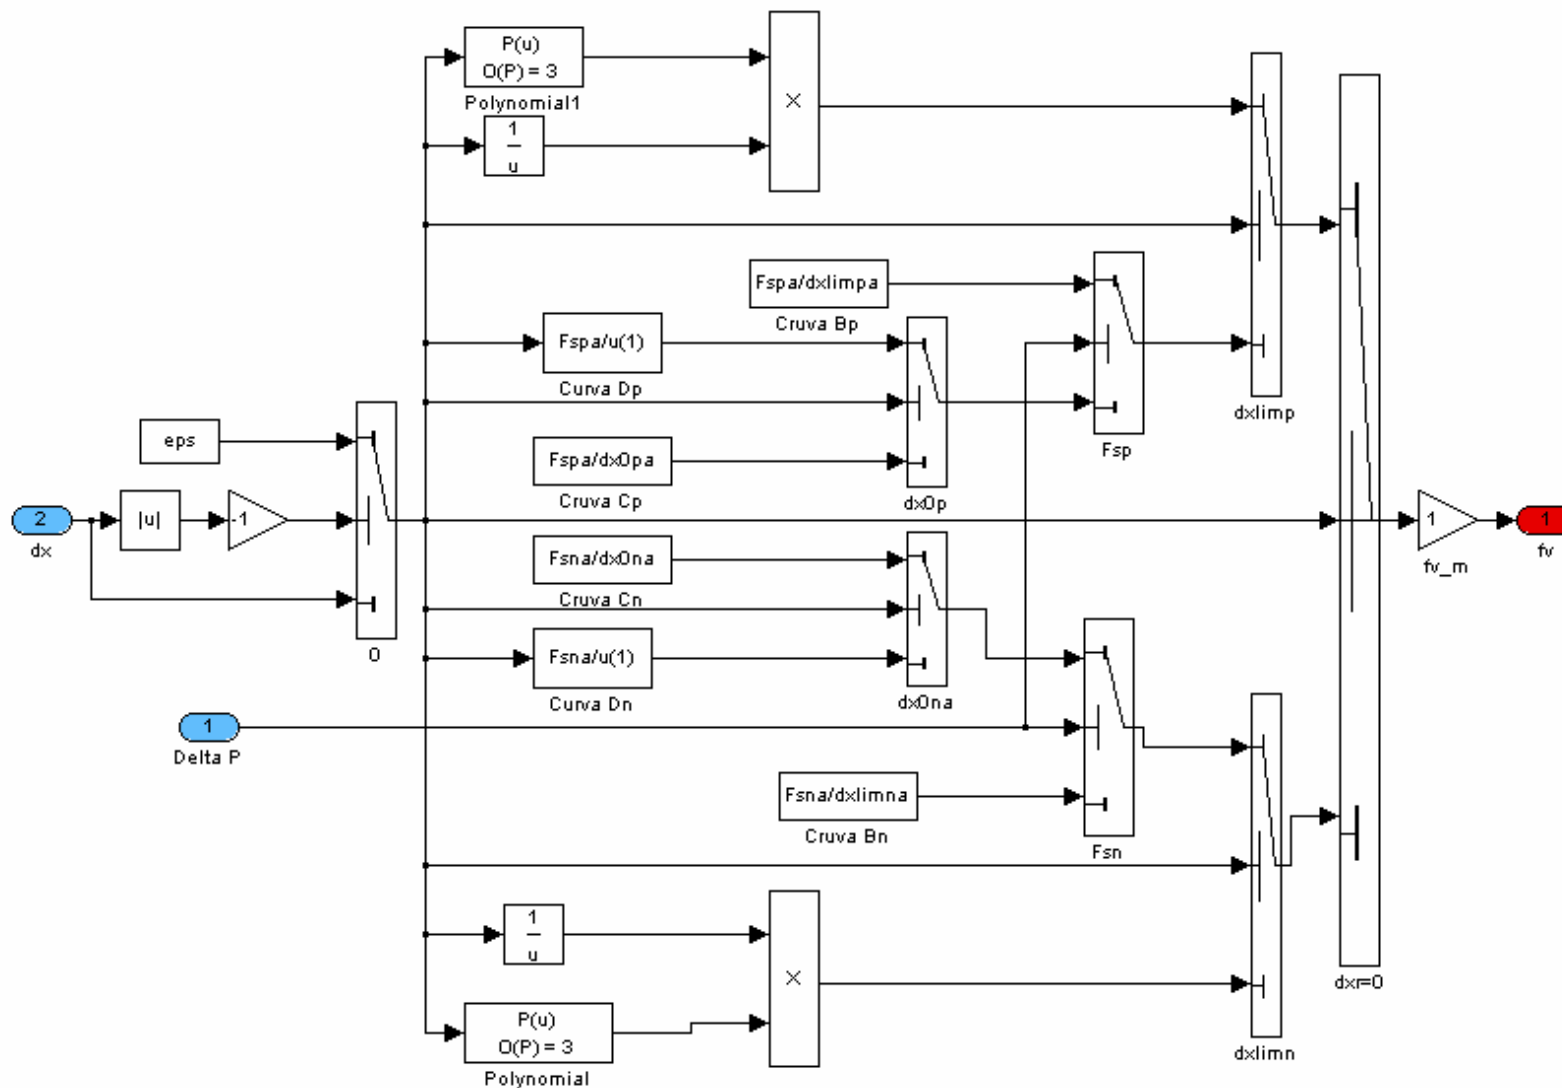 P(u)
O(P) = 3
Polynomial1
1
u
×
Fspa/dxlimpa
Cruva Bp
Fspa/u(1)
Curva Dp
dxlimp
eps
Fspa/dx0pa
Cruva Cp
Fsp
dx0p
2
dx
|u|
-1
0
1
fv_m
1
fv
Fsna/dx0na
Cruva Cn
Fsna/u(1)
Curva Dn
dx0na
1
Delta P
Fsna/dxlimna
Cruva Bn
Fsn
1
u
×
dxr=0
P(u)
O(P) = 3
Polynomial
dxlimn